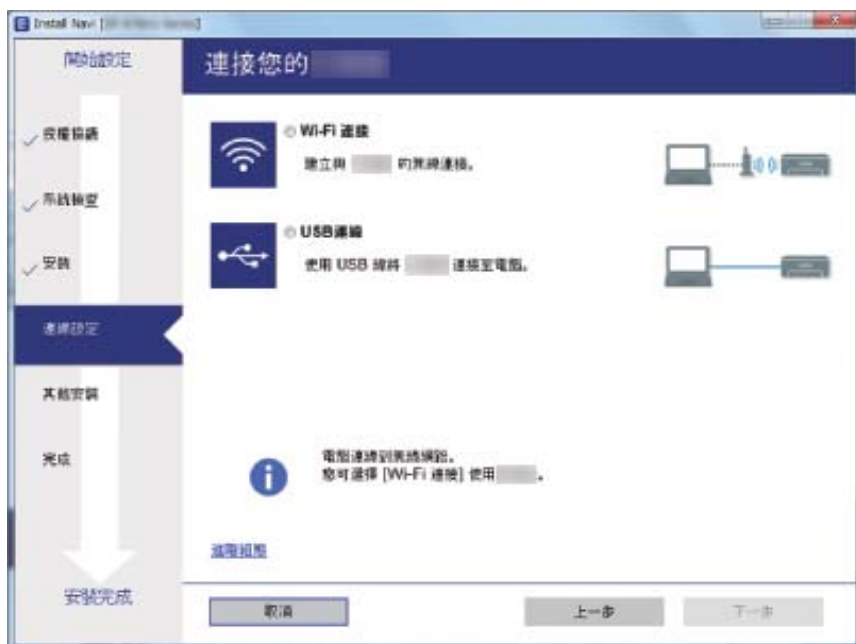 Install Navi [
開始設定
連接您的
授權協議
Wi-Fi 連接
建立與 的無線連接。
系統檢查
USB連線
安裝
使用 USB 線將 連接至電腦。
連線設定
其他安裝
完成
電腦連線到無線網路。
您可選擇 [Wi-Fi 連接] 使用 。
進階組態
安裝完成
取消
上一步
下一步